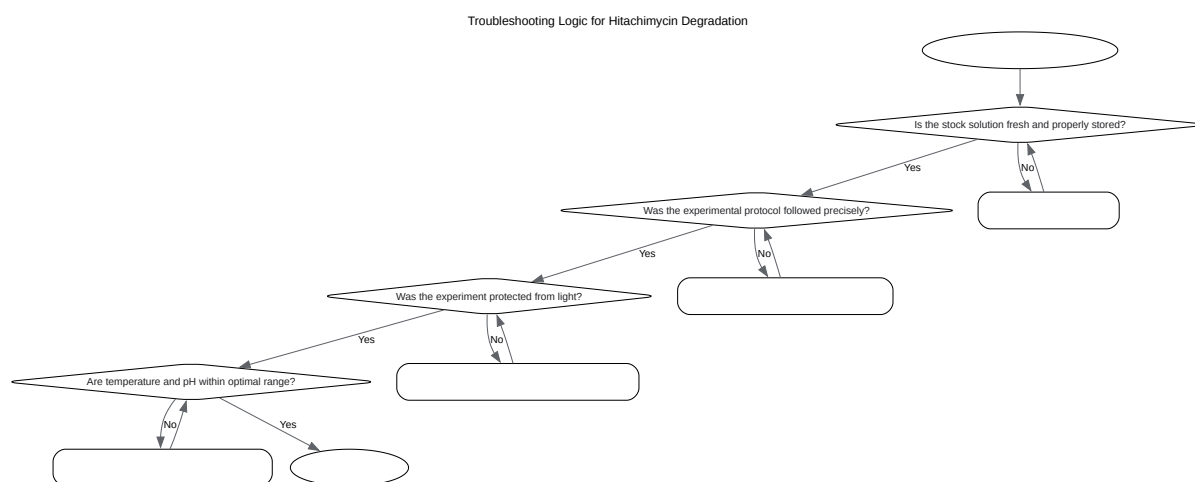 Troubleshooting Logic for Hitachimycin Degradation
Is the stock solution fresh and properly stored?
Yes
No
Was the experimental protocol followed precisely?
Yes
No
Was the experiment protected from light?
Yes
No
Are temperature and pH within optimal range?
No
Yes